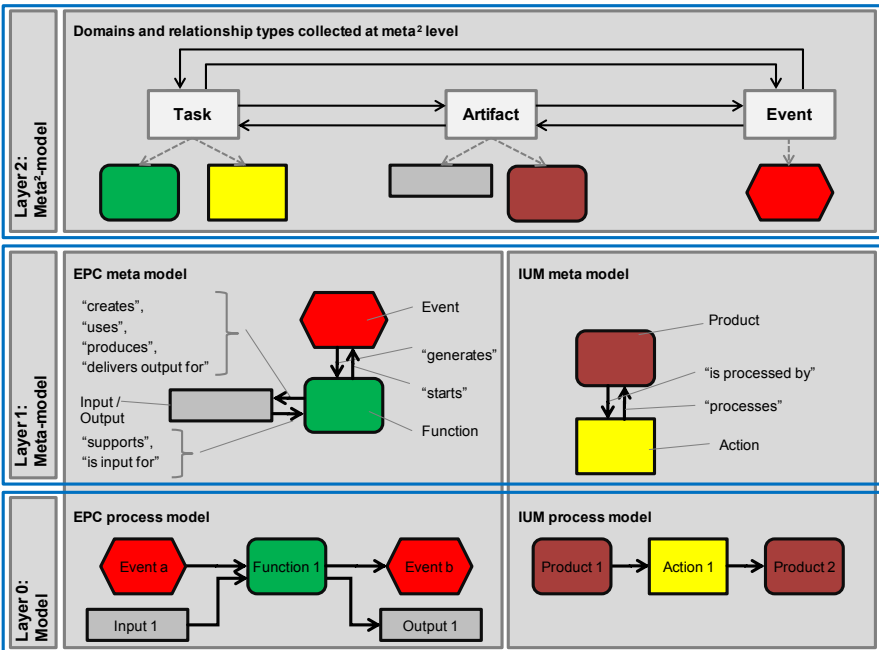 Layer 2:
Meta²-model
Domains and relationship types collected at meta² level
Task
Artifact
Event
Layer 1:
Meta-model
EPC meta model
“creates”,
“uses”,
“produces”,
“delivers output for”
Event
“generates”
“starts”
Input /
Output
Function
“supports”,
“is input for”
IUM meta model
Product
“is processed by”
“processes”
Action
Layer 0:
Model
EPC process model
Event a
Function 1
Event b
Input 1
Output 1
IUM process model
Product 1
Action 1
Product 2